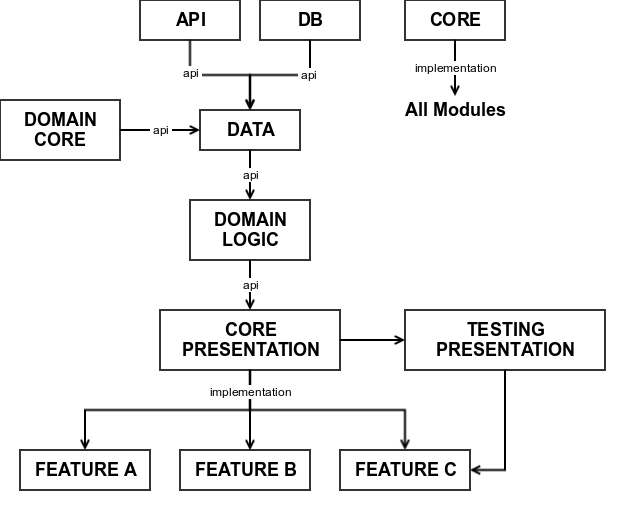 API
DB
CORE
api
api
implementation
All Modules
DOMAIN
CORE
api
DATA
api
DOMAIN
LOGIC
api
CORE
PRESENTATION
TESTING
PRESENTATION
implementation
FEATURE A
FEATURE B
FEATURE C